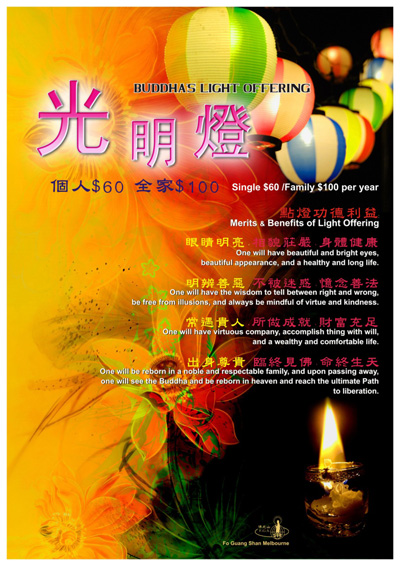 BUDDHAS LIGHT OFFERING
光明燈
個人$60 全家$100
Single $60 /Family $100 per year
點燈功德利益
Merits & Benefits of Light Offering
眼睛明亮,相貌莊嚴,身體健康
One will have beautiful and bright eyes,
beautiful appearance, and a healthy and long life.
明辨善惡,不被迷惑,憶念善法
One will have the wisdom to tell between right and wrong,
be free from illusions, and always be mindful of virtue and kindness.
常遇貴人,所做成就,財富充足
One will have virtuous company, accomplish thing with will,
and a wealthy and comfortable life.
出身尊貴,臨終見佛,命終生天
One will be reborn in a noble and respectable family, and upon passing away,
one will see the Buddha and be reborn in heaven and reach the ultimate Path
to liberation.
Fo Guang Shan Melbourne